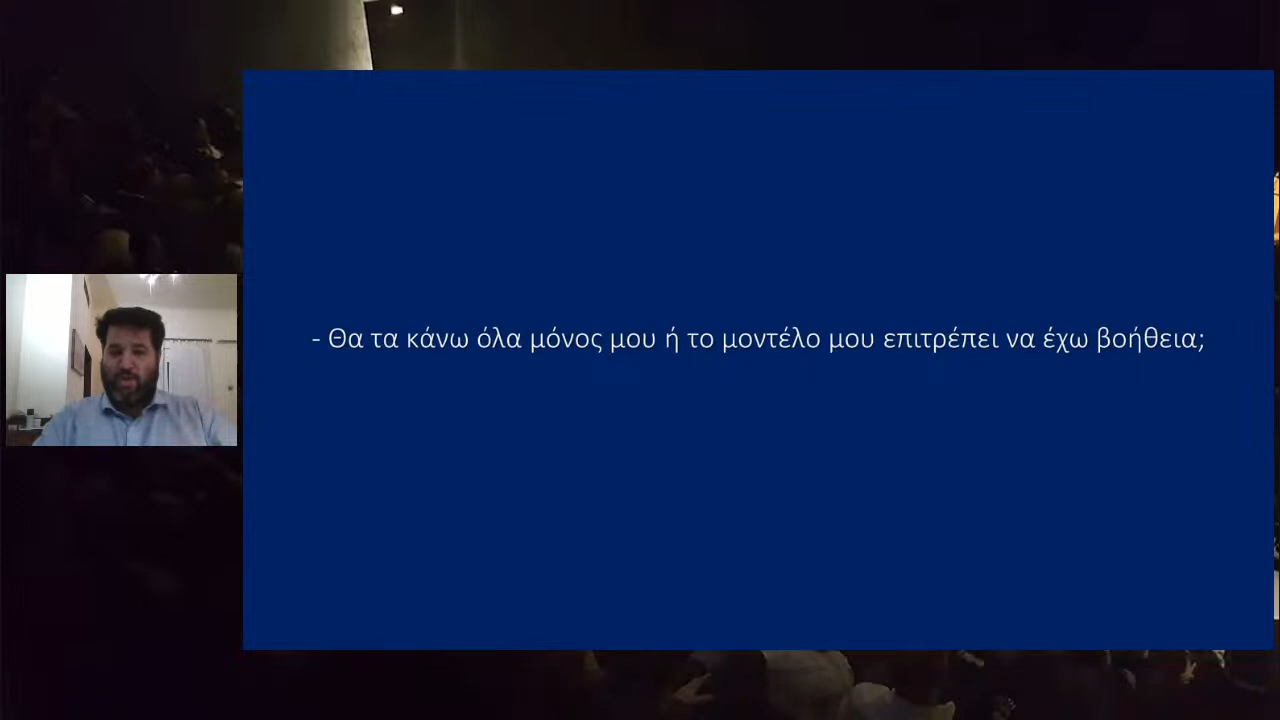 - Θα τα κάνω όλα μόνος μου ή το μοντέλο μου επιτρέπει να έχω βοήθεια;